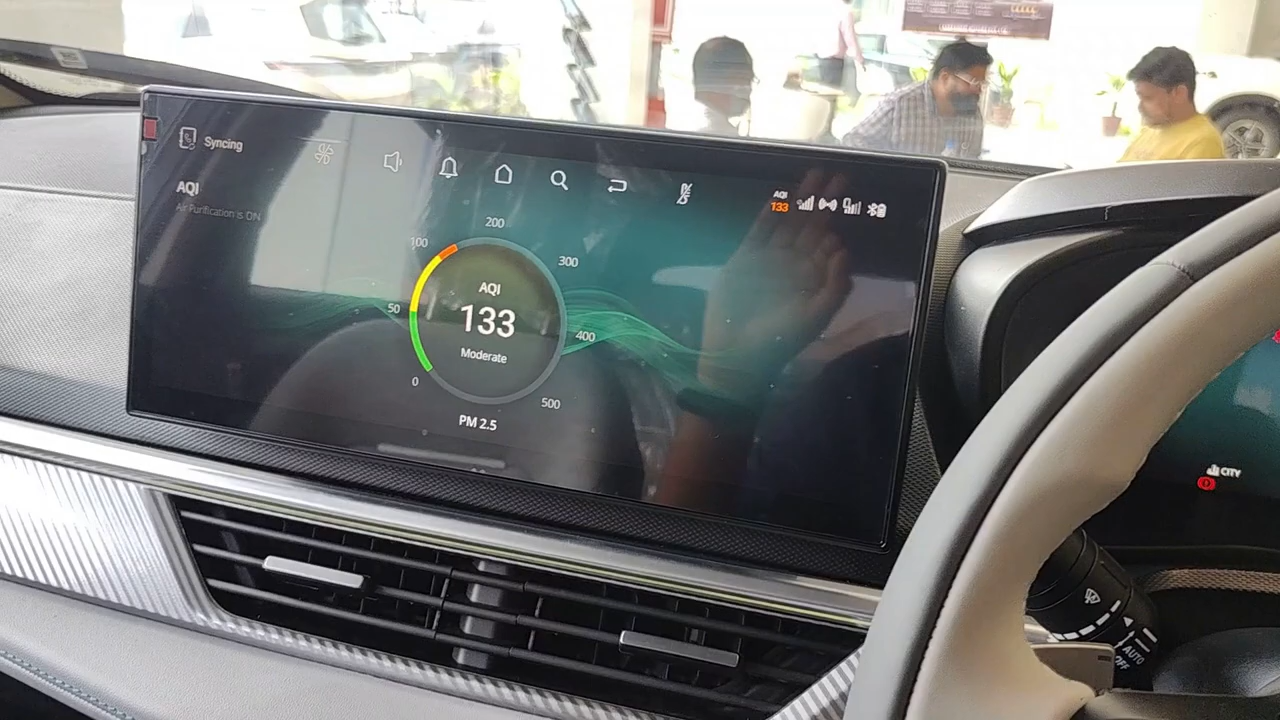 Syncing
AQI
133
AQI
Air Purification is ON
200
100
300
AQI
50
133
400
Moderate
0
500
PM 2.5
CITY
AUTO
OFF